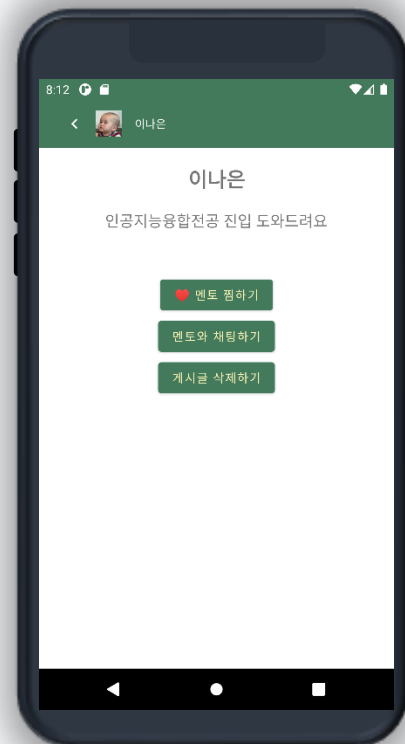 8:12
이나은
이나은
인공지능융합전공 진입 도와드려요
멘토 찜하기
멘토와 채팅하기
게시글 삭제하기